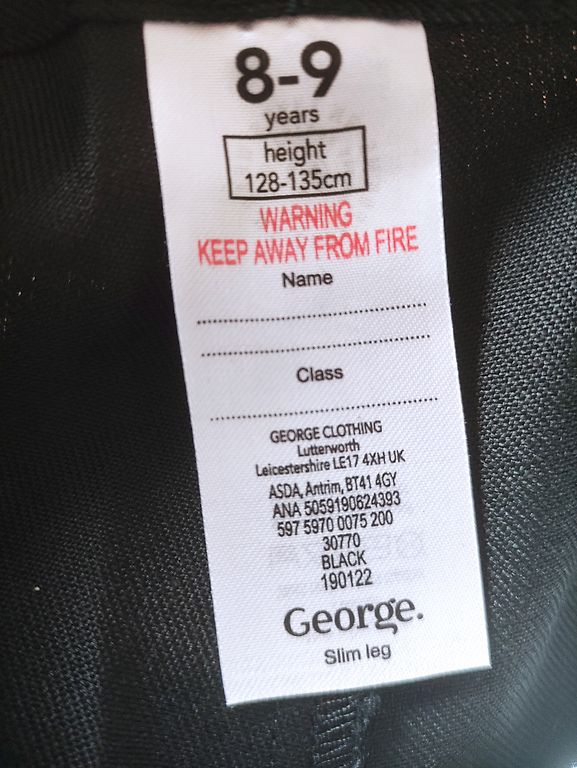 8-9
years
height
128-135cm
WARNING
KEEP AWAY FROM FIRE
Name
Class
GEORGE CLOTHING
Lutterworth
Leicestershire LE17 4XH UK
ASDA, Antrim, BT41 4GY
ANA 5059190624393
597 5970 0075 200
30770
BLACK
190122
George.
Slim leg